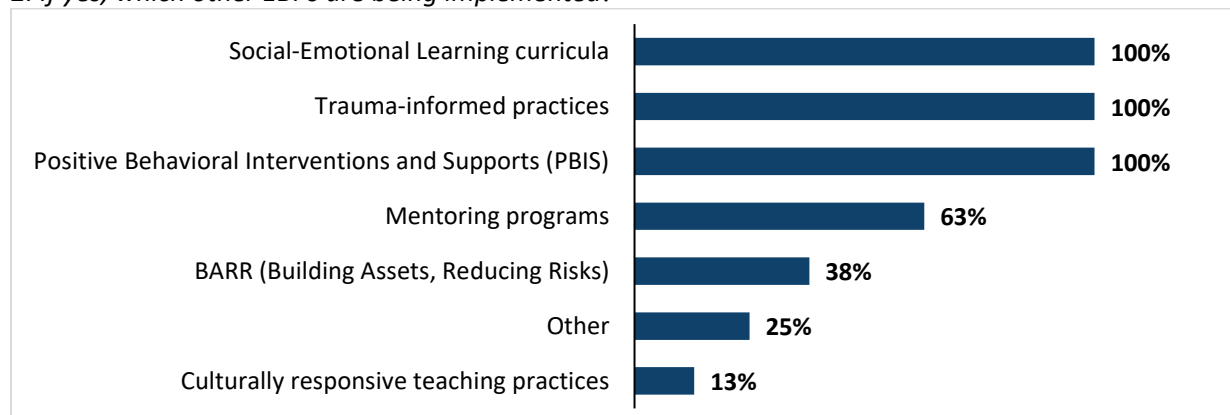 Social-Emotional Learning curricula 100%
Trauma-informed practices 100%
Positive Behavioral Interventions and Supports (PBIS) 100%
Mentoring programs 63%
BARR (Building Assets, Reducing Risks) 38%
Other 25%
Culturally responsive teaching practices 13%